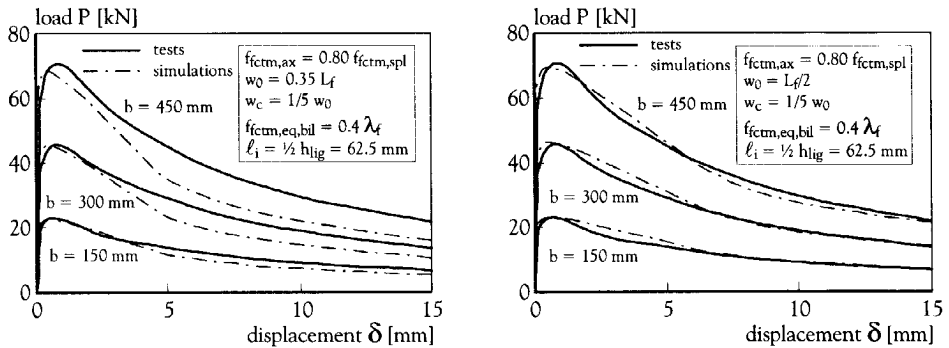 load P [kN]
80
60
40
20
0
0
5
10
15
displacement δ [mm]
tests
simulations
f_fctm,ax = 0.80 f_fctm,spl
w₀ = 0.35 L_f
w_c = 1/5 w₀
f_fctm,eq,bil = 0.4 λ_f
ℓ_i = ½ h_lig = 62.5 mm
b = 450 mm
b = 300 mm
b = 150 mm
load P [kN]
80
60
40
20
0
0
5
10
15
displacement δ [mm]
tests
simulations
f_fctm,ax = 0.80 f_fctm,spl
w₀ = L_f/2
w_c = 1/5 w₀
f_fctm,eq,bil = 0.4 λ_f
ℓ_i = ½ h_lig = 62.5 mm
b = 450 mm
b = 300 mm
b = 150 mm